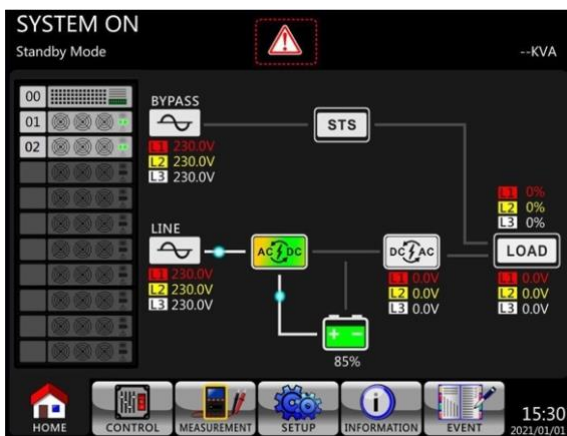 SYSTEM ON
Standby Mode
--KVA
00
01
02
BYPASS
L1 230.0V
L2 230.0V
L3 230.0V
STS
L1 0%
L2 0%
L3 0%
LINE
L1 230.0V
L2 230.0V
L3 230.0V
AC DC
DC AC
L1 0.0V
L2 0.0V
L3 0.0V
LOAD
L1 0.0V
L2 0.0V
L3 0.0V
+ −
85%
HOME
CONTROL
MEASUREMENT
SETUP
INFORMATION
EVENT
15:30
2021/01/01